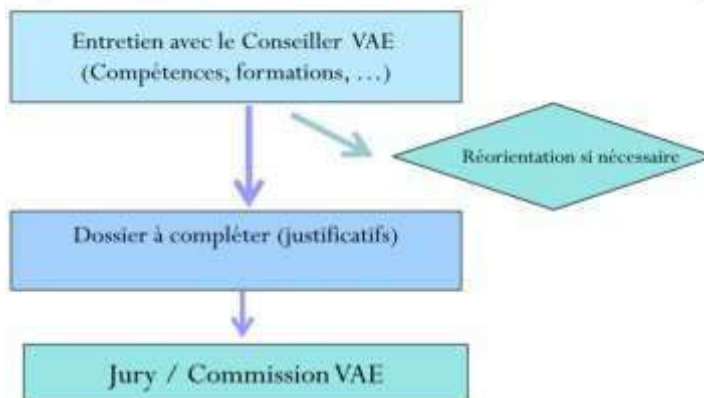 Entretien avec le Conseiller VAE
(Compétences, formations, …)
Réorientation si nécessaire
Dossier à compléter (justificatifs)
Jury / Commission VAE